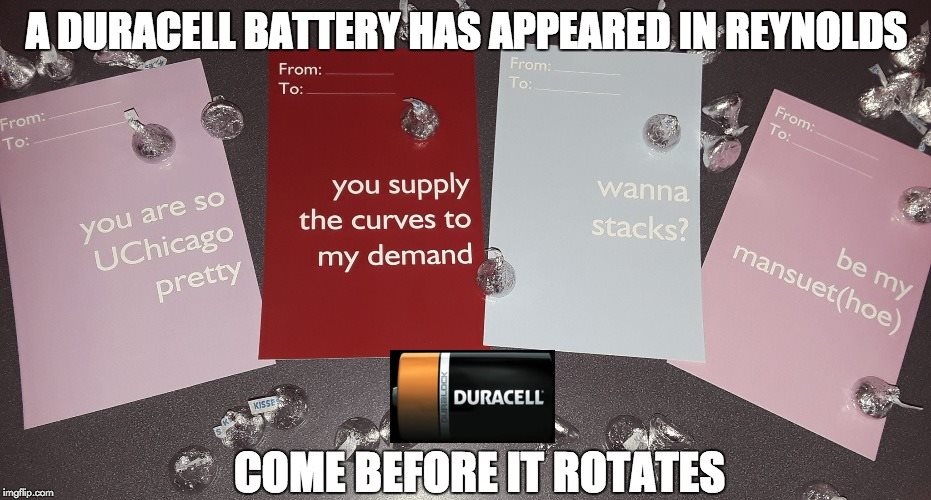 A DURACELL BATTERY HAS APPEARED IN REYNOLDS
From:
To:
you are so
UChicago
pretty
From:
To:
you supply
the curves to
my demand
From:
To:
wanna
stacks?
From:
To:
be my
mansuet(hoe)
KISSES
DURALOCK
DURACELL
COME BEFORE IT ROTATES
imgflip.com